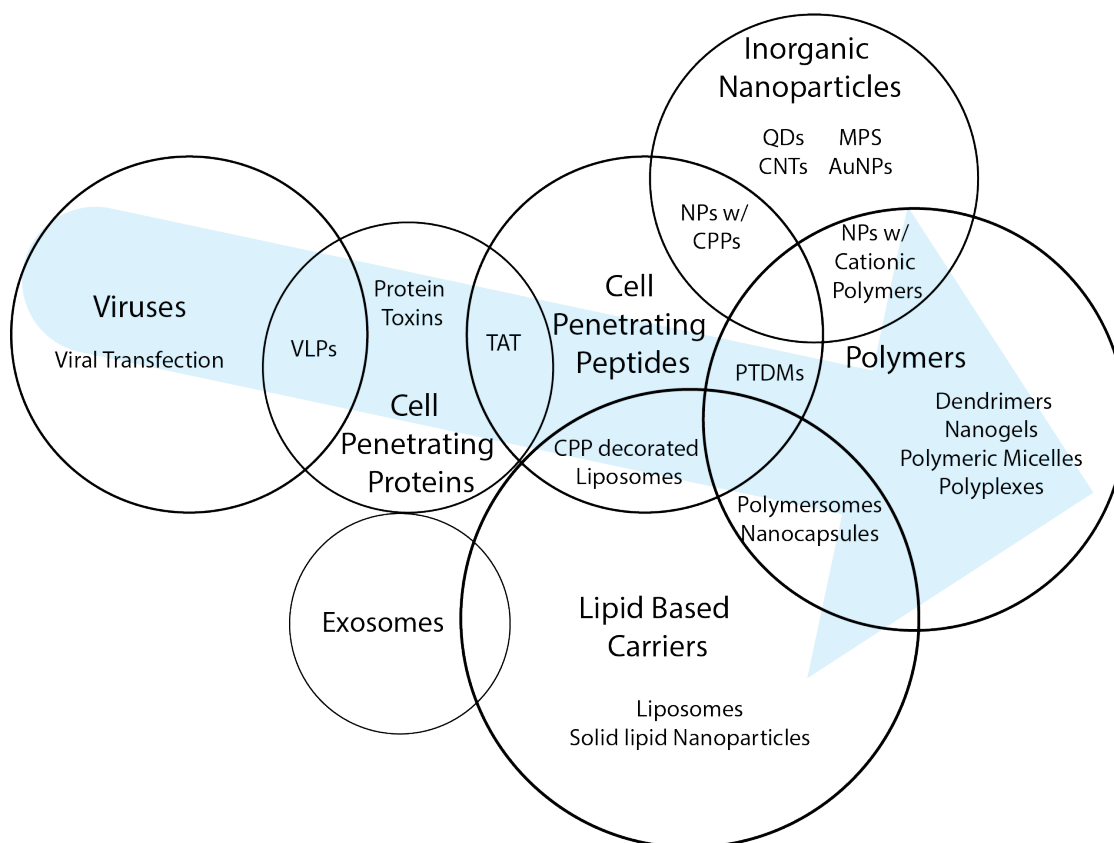 Inorganic
Nanoparticles
QDs MPS
CNTs AuNPs
NPs w/
CPPs
NPs w/
Cationic
Polymers
Viruses
Viral Transfection
VLPs
Protein
Toxins
TAT
Cell
Penetrating
Proteins
Cell
Penetrating
Peptides
PTDMs
Polymers
Dendrimers
Nanogels
Polymeric Micelles
Polyplexes
CPP decorated
Liposomes
Polymersomes
Nanocapsules
Exosomes
Lipid Based
Carriers
Liposomes
Solid lipid Nanoparticles